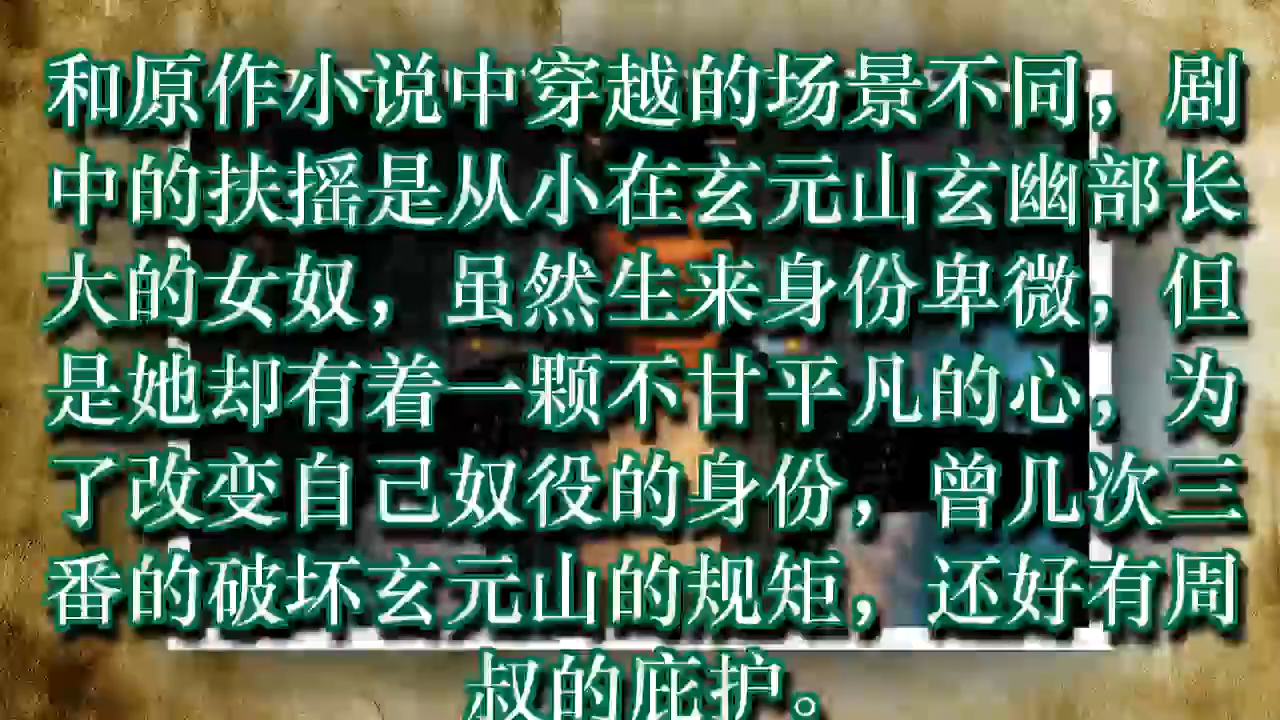 和原作小说中穿越的场景不同，剧
中的扶摇是从小在玄元山玄幽部长
大的女奴，虽然生来身份卑微，但
是她却有着一颗不甘平凡的心，为
了改变自己奴役的身份，曾几次三
番的破坏玄元山的规矩，还好有周
叔的庇护。